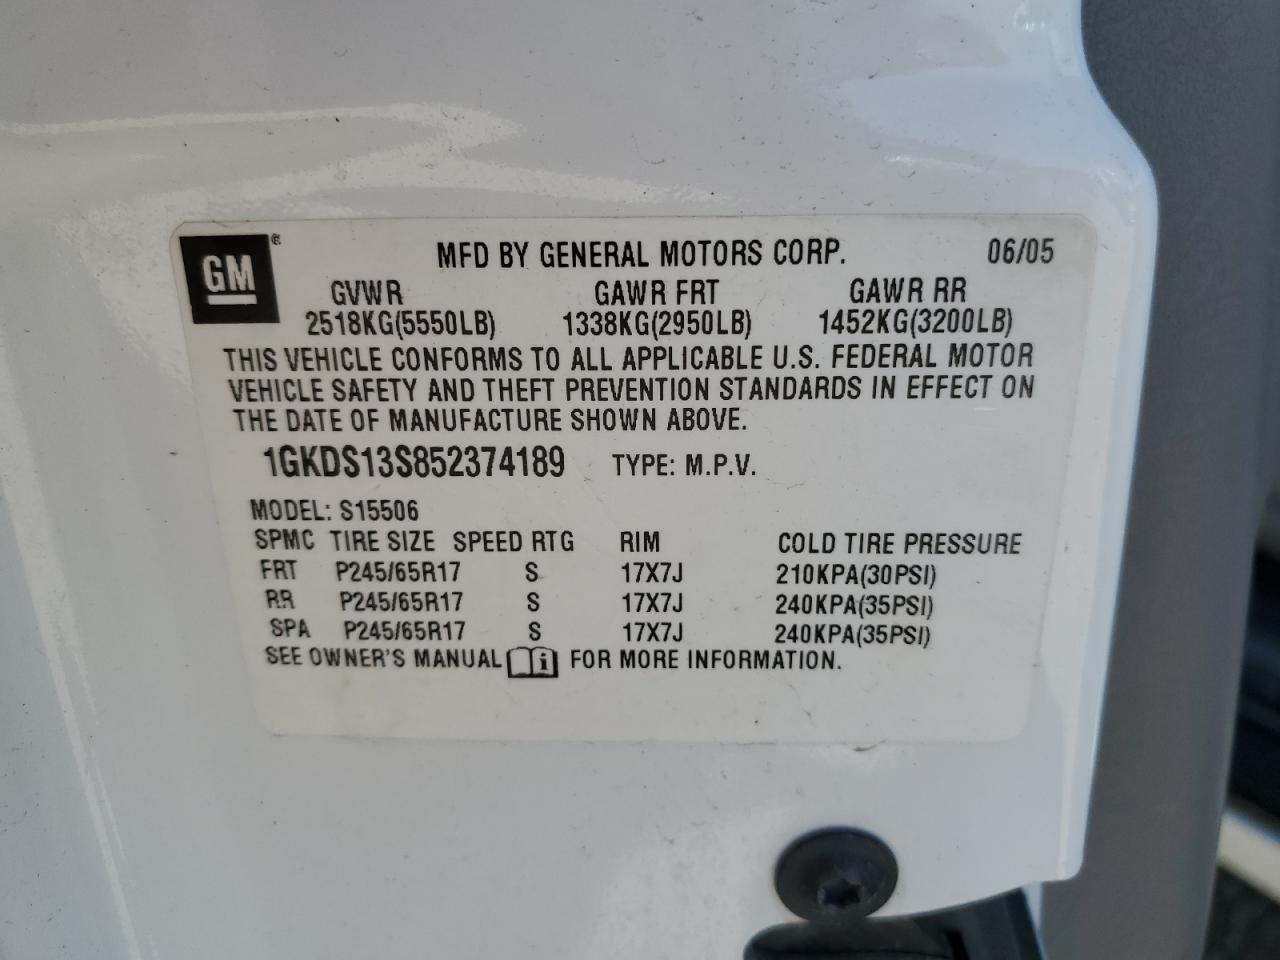 GM®
MFD BY GENERAL MOTORS CORP. 06/05
GVWR GAWR FRT GAWR RR
2518KG(5550LB) 1338KG(2950LB) 1452KG(3200LB)
THIS VEHICLE CONFORMS TO ALL APPLICABLE U.S. FEDERAL MOTOR
VEHICLE SAFETY AND THEFT PREVENTION STANDARDS IN EFFECT ON
THE DATE OF MANUFACTURE SHOWN ABOVE.
1GKDS13S852374189 TYPE: M.P.V.
MODEL: S15506
SPMC TIRE SIZE SPEED RTG RIM COLD TIRE PRESSURE
FRT P245/65R17 S 17X7J 210KPA(30PSI)
RR P245/65R17 S 17X7J 240KPA(35PSI)
SPA P245/65R17 S 17X7J 240KPA(35PSI)
SEE OWNER'S MANUAL i FOR MORE INFORMATION.